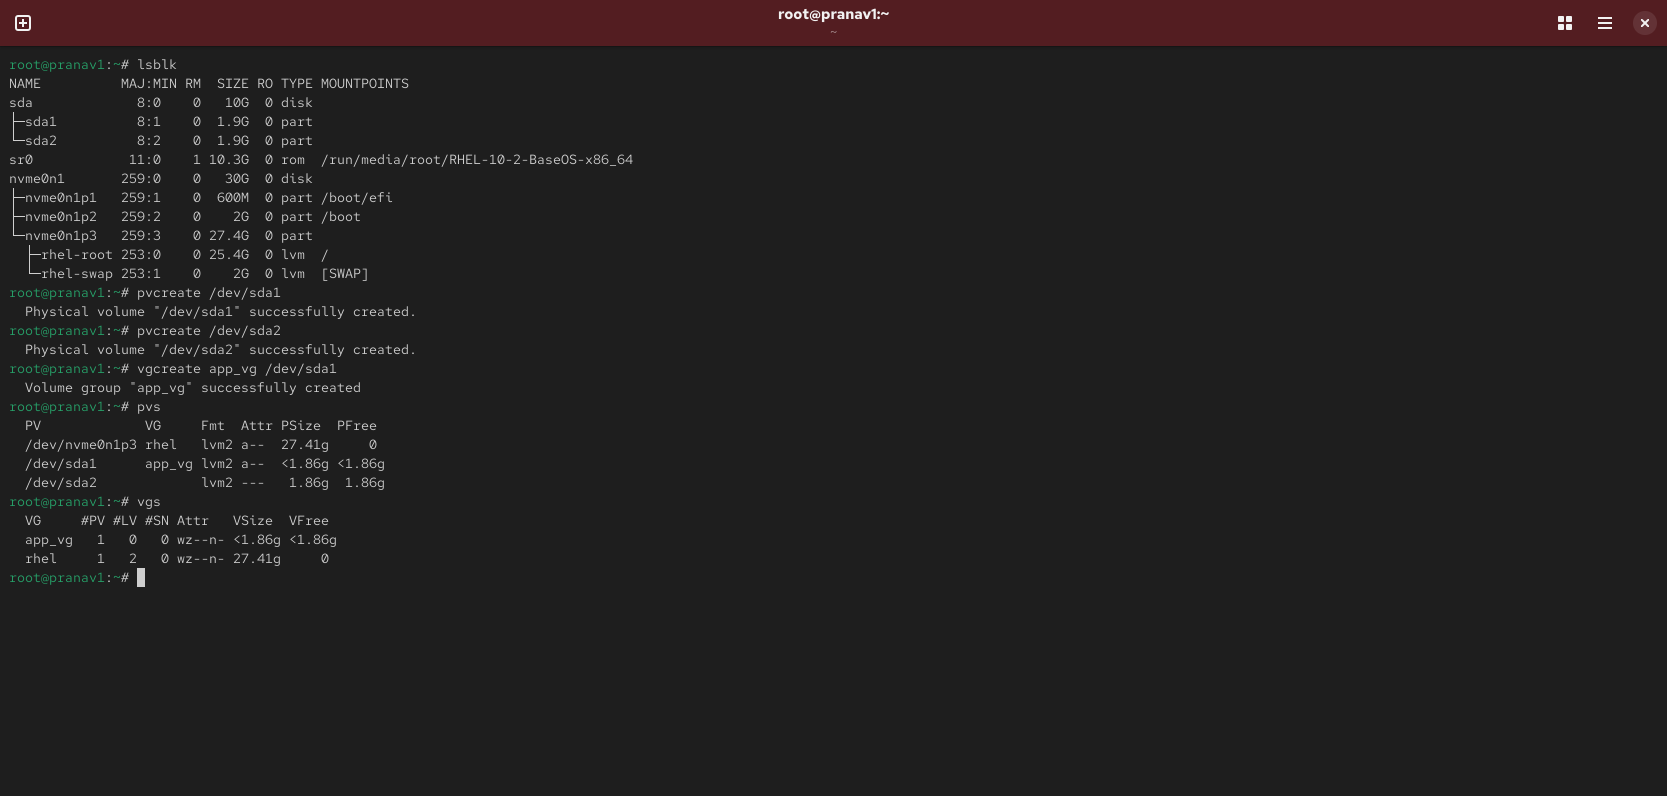 root@pranav1:~
~
root@pranav1:~# lsblk
NAME          MAJ:MIN RM  SIZE RO TYPE MOUNTPOINTS
sda             8:0    0   10G  0 disk
├─sda1          8:1    0  1.9G  0 part
└─sda2          8:2    0  1.9G  0 part
sr0            11:0    1 10.3G  0 rom  /run/media/root/RHEL-10-2-BaseOS-x86_64
nvme0n1       259:0    0   30G  0 disk
├─nvme0n1p1   259:1    0  600M  0 part /boot/efi
├─nvme0n1p2   259:2    0    2G  0 part /boot
└─nvme0n1p3   259:3    0 27.4G  0 part
  ├─rhel-root 253:0    0 25.4G  0 lvm  /
  └─rhel-swap 253:1    0    2G  0 lvm  [SWAP]
root@pranav1:~# pvcreate /dev/sda1
  Physical volume "/dev/sda1" successfully created.
root@pranav1:~# pvcreate /dev/sda2
  Physical volume "/dev/sda2" successfully created.
root@pranav1:~# vgcreate app_vg /dev/sda1
  Volume group "app_vg" successfully created
root@pranav1:~# pvs
  PV             VG     Fmt  Attr PSize  PFree
  /dev/nvme0n1p3 rhel   lvm2 a--  27.41g     0
  /dev/sda1      app_vg lvm2 a--  <1.86g <1.86g
  /dev/sda2             lvm2 ---   1.86g  1.86g
root@pranav1:~# vgs
  VG     #PV #LV #SN Attr   VSize  VFree
  app_vg   1   0   0 wz--n- <1.86g <1.86g
  rhel     1   2   0 wz--n- 27.41g     0
root@pranav1:~#